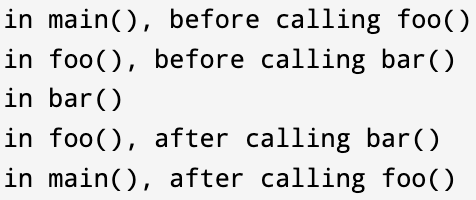 in main(), before calling foo()
in foo(), before calling bar()
in bar()
in foo(), after calling bar()
in main(), after calling foo()